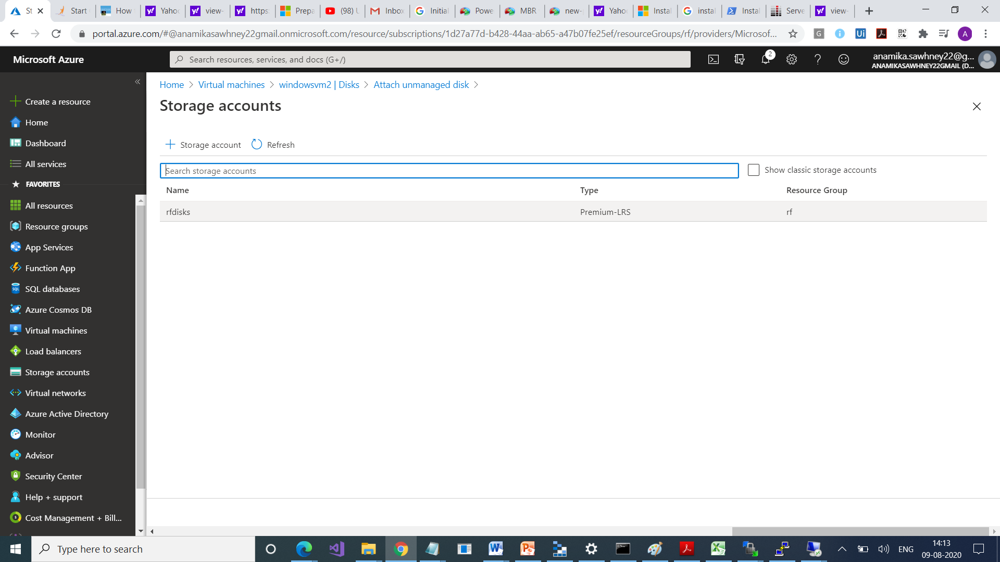 St
Start
How
Yahoo
view-
https:
Prepa
(98) U
Inbox
Initial
Powe
MBR
new-
Yahoo
Instal
instal
Instal
Serve
view-
portal.azure.com/#@anamikasawhney22gmail.onmicrosoft.com/resource/subscriptions/1d27a77d-b428-44aa-ab65-a47b07fe25ef/resourceGroups/rf/providers/Microsof...
Microsoft Azure
Search resources, services, and docs (G+/)
2
anamika.sawhney22@g...
ANAMIKASAWHNEY22GMAIL (D...
Home > Virtual machines > windowsvm2 | Disks > Attach unmanaged disk >
Storage accounts
Storage account
Refresh
Search storage accounts
Show classic storage accounts
Name Type Resource Group
rfdisks Premium-LRS rf
Create a resource
Home
Dashboard
All services
FAVORITES
All resources
Resource groups
App Services
Function App
SQL databases
Azure Cosmos DB
Virtual machines
Load balancers
Storage accounts
Virtual networks
Azure Active Directory
Monitor
Advisor
Security Center
Help + support
Cost Management + Bill...
Type here to search
ENG
14:13
09-08-2020